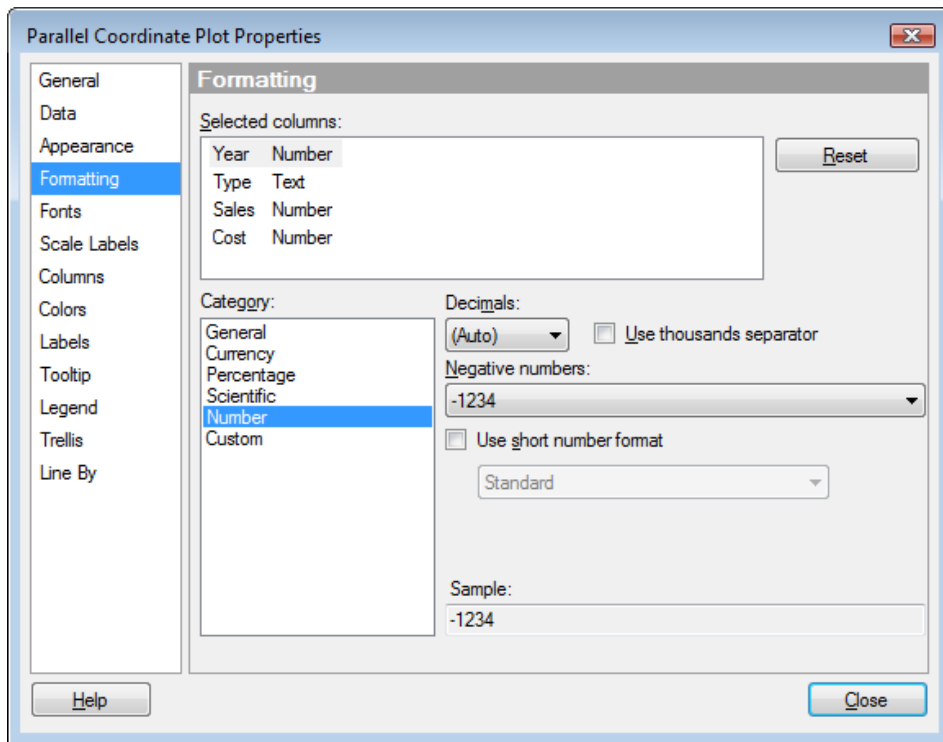 Parallel Coordinate Plot Properties
General
Data
Appearance
Formatting
Fonts
Scale Labels
Columns
Colors
Labels
Tooltip
Legend
Trellis
Line By
Formatting
Selected columns:
Year Number
Type Text
Sales Number
Cost Number
Reset
Category:
General
Currency
Percentage
Scientific
Number
Custom
Decimals:
(Auto)
Use thousands separator
Negative numbers:
-1234
Use short number format
Standard
Sample:
-1234
Help
Close